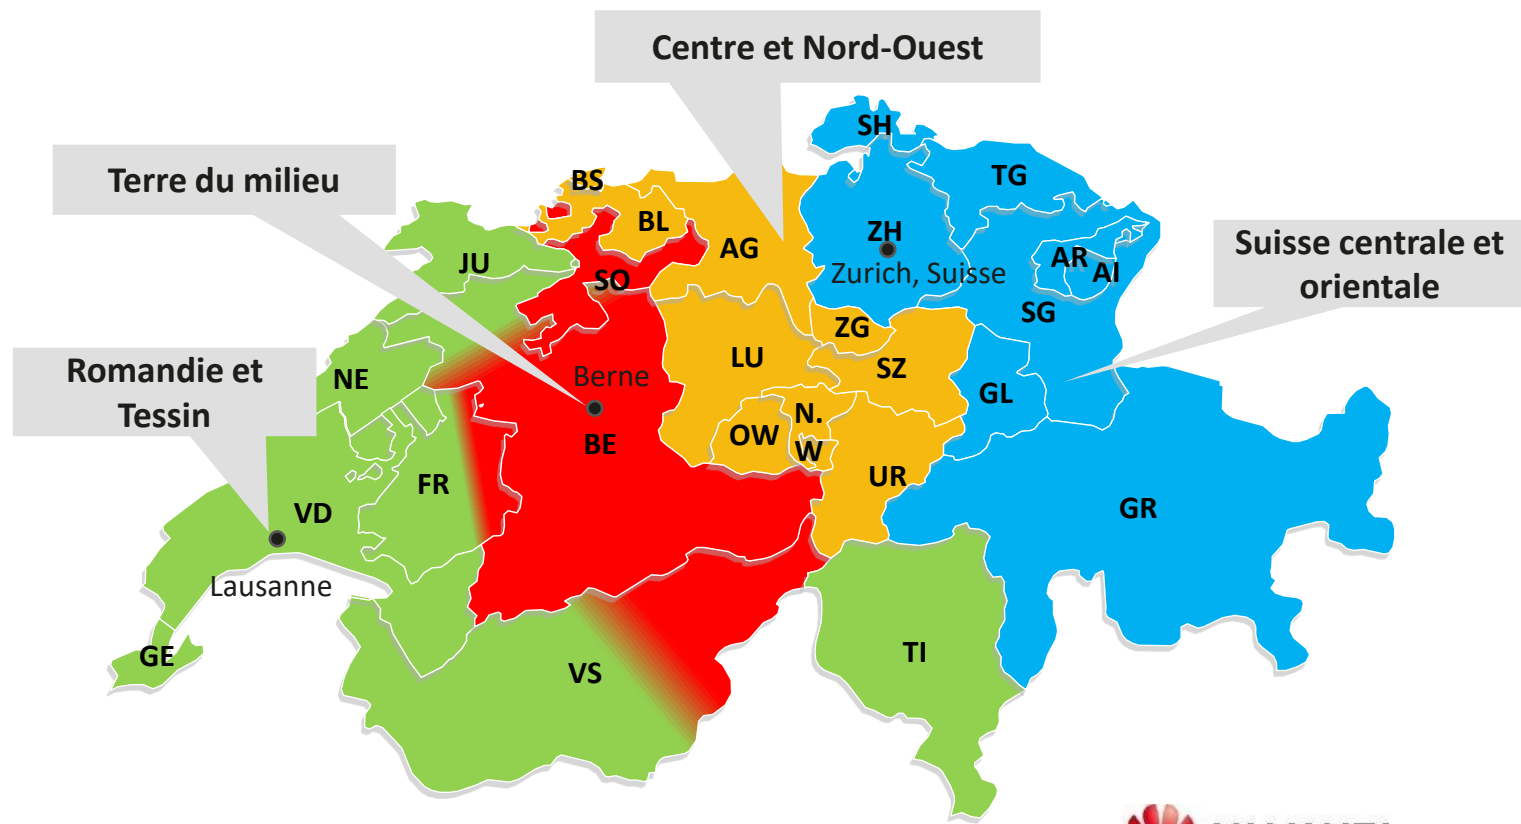 Centre et Nord-Ouest
SH
Terre du milieu
TG
BS
BL
ZH
AG
Suisse centrale et
orientale
AR
AI
JU
Zurich, Suisse
SO
SG
ZG
LU
SZ
Romandie et
Tessin
NE
Berne
GL
N.
W
OW
BE
UR
FR
VD
GR
Lausanne
GE
VS
TI